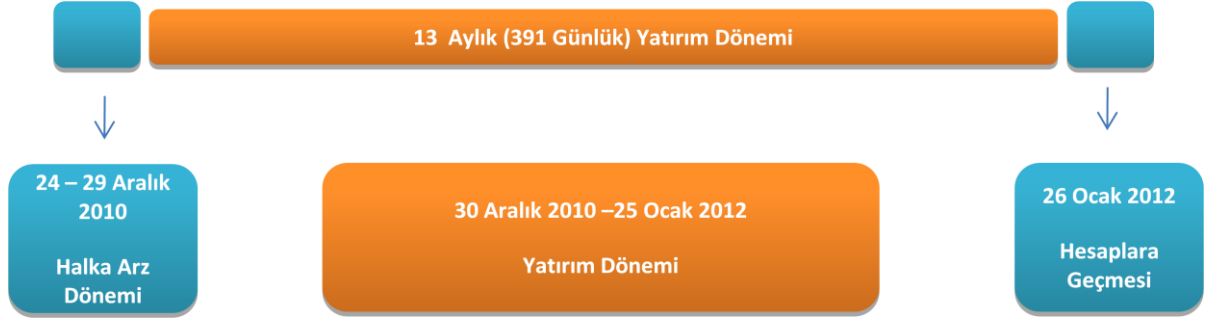 13 Aylık (391 Günlük) Yatırım Dönemi
24 – 29 Aralık
2010
Halka Arz
Dönemi
30 Aralık 2010 –25 Ocak 2012
Yatırım Dönemi
26 Ocak 2012
Hesaplara
Geçmesi